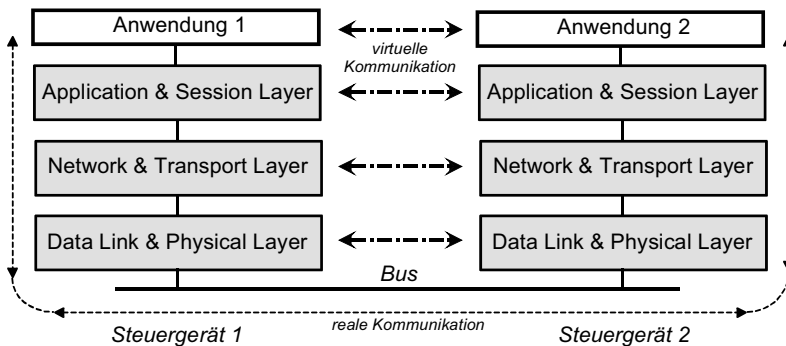 Anwendung 1
Anwendung 2
virtuelle
Kommunikation
Application & Session Layer
Application & Session Layer
Network & Transport Layer
Network & Transport Layer
Data Link & Physical Layer
Data Link & Physical Layer
Bus
reale Kommunikation
Steuergerät 1
Steuergerät 2